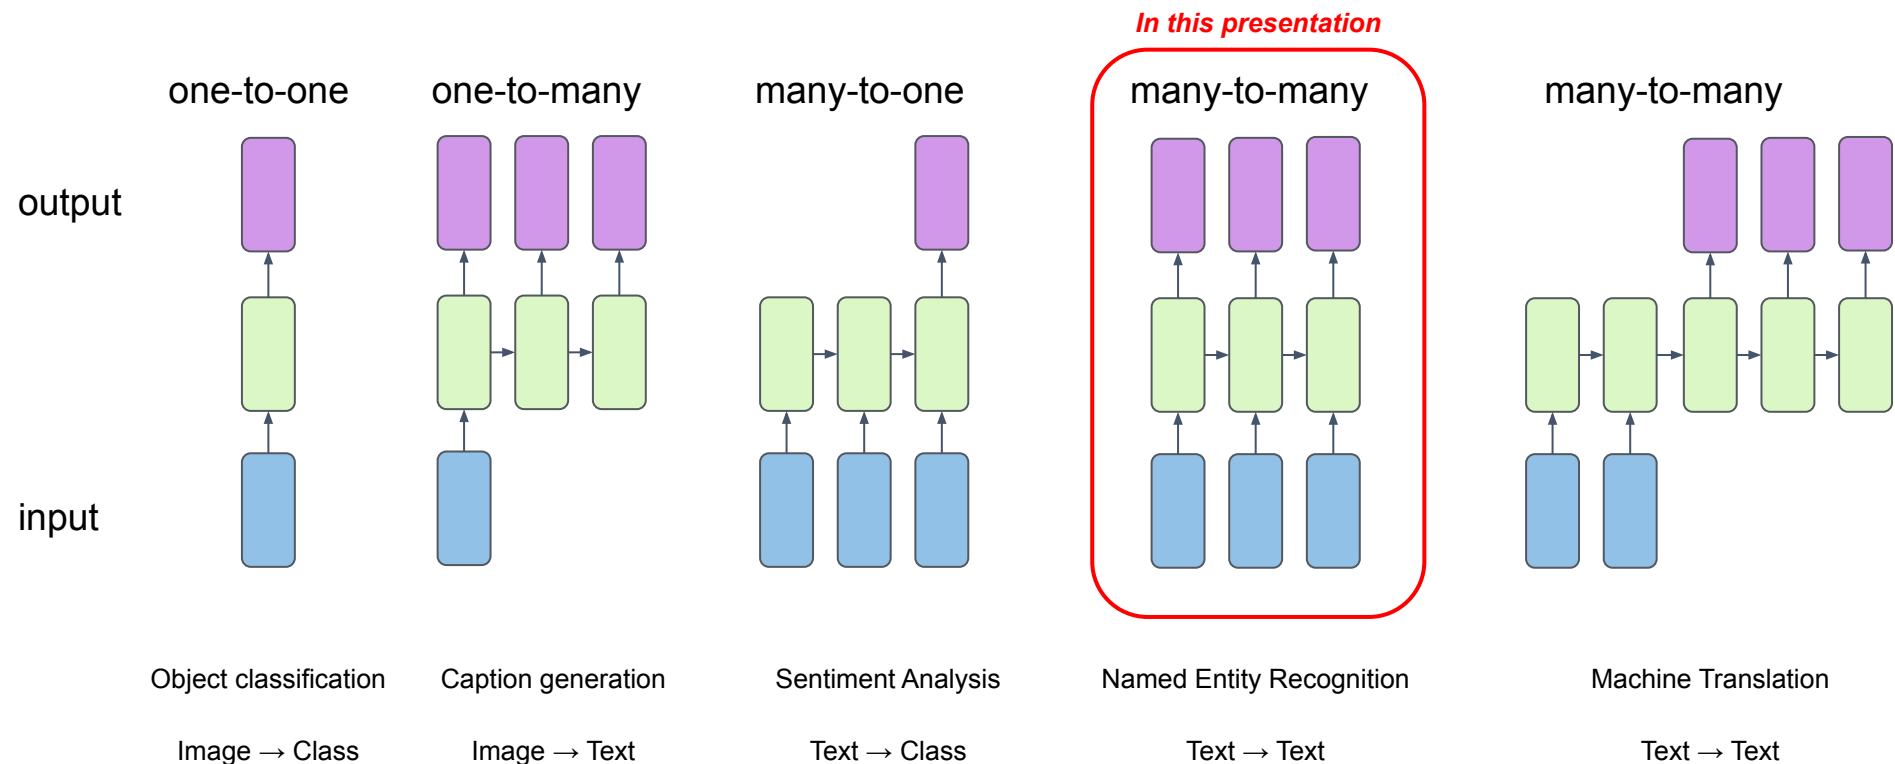 In this presentation
one-to-one
one-to-many
many-to-one
many-to-many
many-to-many
output
input
Object classification
Caption generation
Sentiment Analysis
Named Entity Recognition
Machine Translation
Image → Class
Image → Text
Text → Class
Text → Text
Text → Text